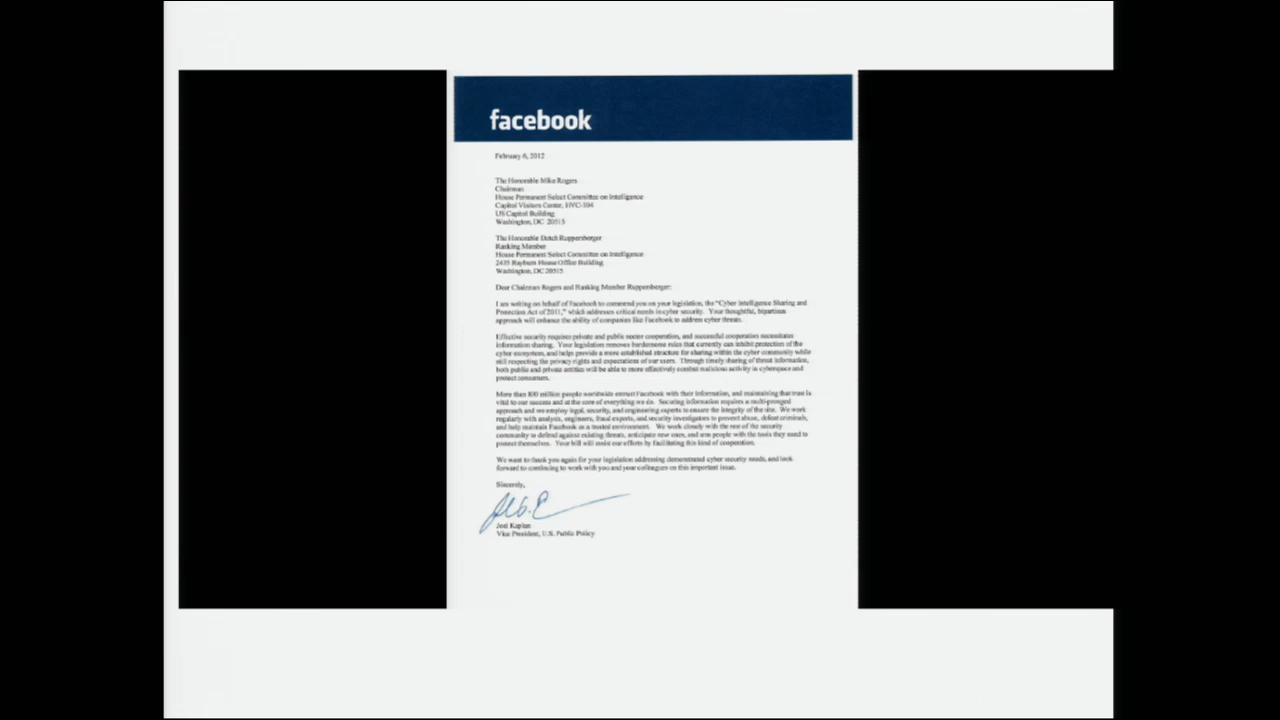 facebook
February 6, 2012
The Honorable Mike Rogers
Chairman
House Permanent Select Committee on Intelligence
Capitol Visitors Center, HVC-304
US Capitol Building
Washington, DC 20515
The Honorable Dutch Ruppersberger
Ranking Member
House Permanent Select Committee on Intelligence
2435 Rayburn House Office Building
Washington, DC 20515
Dear Chairman Rogers and Ranking Member Ruppersberger:
I am writing on behalf of Facebook to commend you on your legislation, the "Cyber Intelligence Sharing and
Protection Act of 2011," which addresses critical needs in cyber security. Your thoughtful, bipartisan
approach will enhance the ability of companies like Facebook to address cyber threats.
Effective security requires private and public sector cooperation, and successful cooperation necessitates
information sharing. Your legislation removes burdensome rules that currently can inhibit protection of the
cyber ecosystem, and helps provide a more established structure for sharing within the cyber community while
still respecting the privacy rights and expectations of our users. Through timely sharing of threat information,
both public and private entities will be able to more effectively combat malicious activity in cyberspace and
protect consumers.
More than 800 million people worldwide entrust Facebook with their information, and maintaining that trust is
vital to our success and at the core of everything we do. Securing information requires a multi-pronged
approach and we employ legal, security, and engineering experts to ensure the integrity of the site. We work
regularly with analysts, engineers, fraud experts, and security investigators to prevent abuse, defeat criminals,
and help maintain Facebook as a trusted environment. We work closely with the rest of the security
community to defend against existing threats, anticipate new ones, and arm people with the tools they need to
protect themselves. Your bill will assist our efforts by facilitating this kind of cooperation.
We want to thank you again for your legislation addressing demonstrated cyber security needs, and look
forward to continuing to work with you and your colleagues on this important issue.
Sincerely,
Joel Kaplan
Vice President, U.S. Public Policy